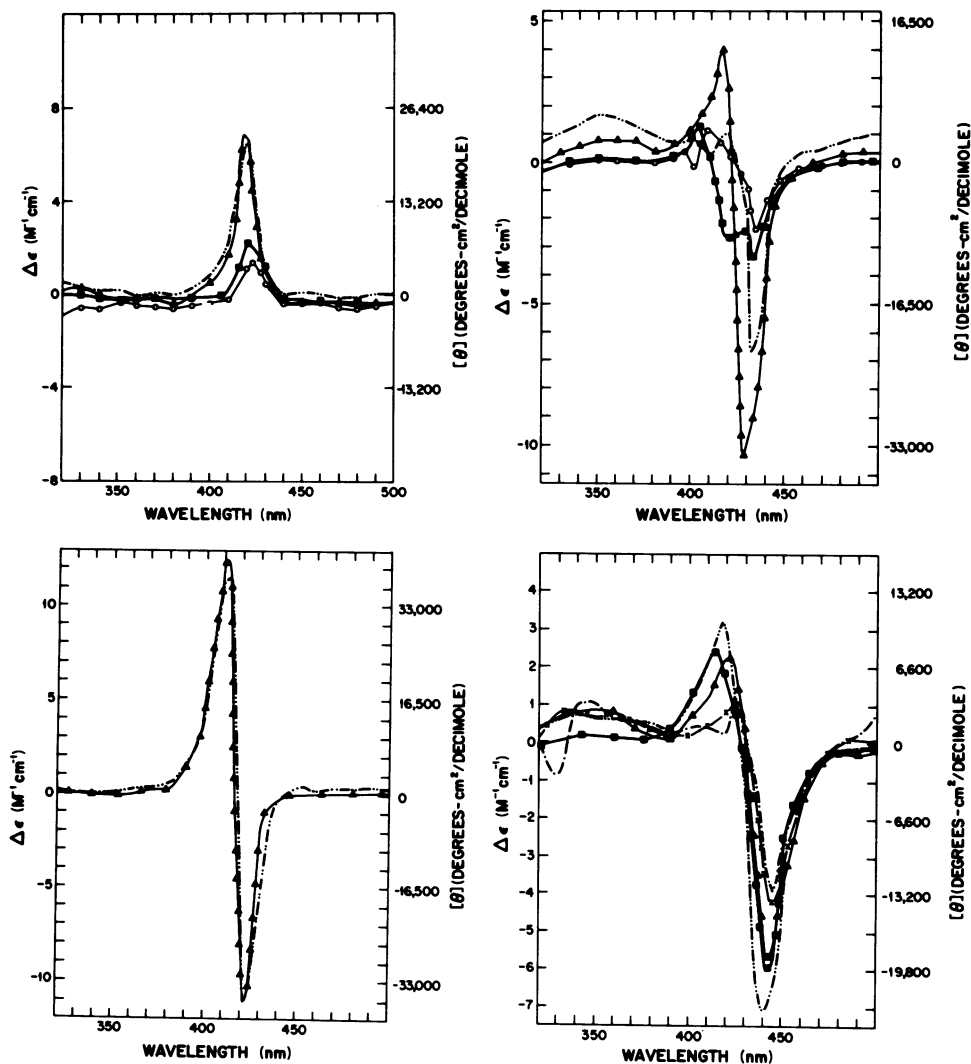 8
4
0
-4
-8
Δε (M⁻¹cm⁻¹)
26,400
13,200
0
-13,200
[θ](DEGREES-cm²/DECIMOLE)
350 400 450 500
WAVELENGTH (nm)
5
0
-5
-10
Δε (M⁻¹cm⁻¹)
16,500
0
-16,500
-33,000
[θ](DEGREES-cm²/DECIMOLE)
350 400 450
WAVELENGTH (nm)
10
5
0
-5
-10
Δε (M⁻¹cm⁻¹)
33,000
16,500
0
-16,500
-33,000
[θ](DEGREES-cm²/DECIMOLE)
350 400 450
WAVELENGTH (nm)
4
3
2
1
0
-1
-2
-3
-4
-5
-6
-7
Δε (M⁻¹cm⁻¹)
13,200
6,600
0
-6,600
-13,200
-19,800
[θ](DEGREES-cm²/DECIMOLE)
350 400 450
WAVELENGTH (nm)